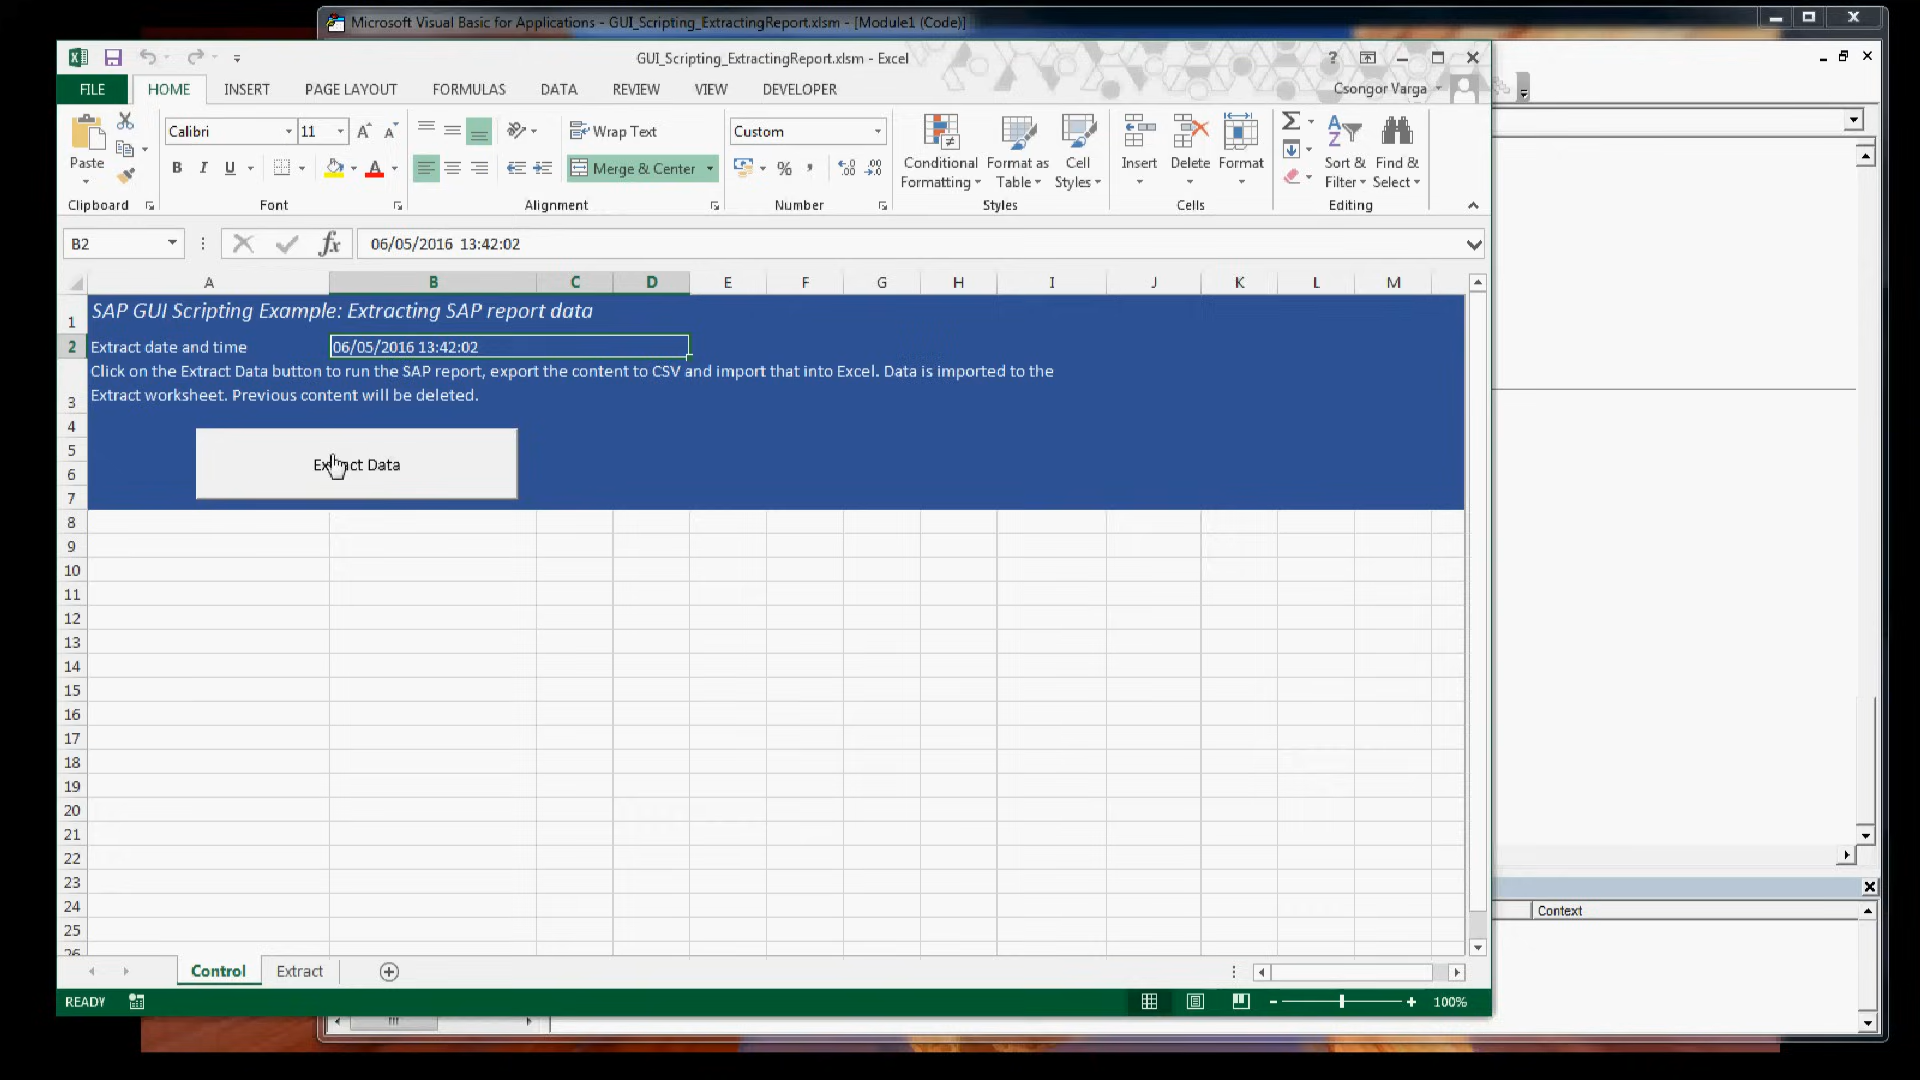 Microsoft Visual Basic for Applications - GUI_Scripting_ExtractingReport.xlsm - [Module1 (Code)]
GUI_Scripting_ExtractingReport.xlsm - Excel
FILE HOME INSERT PAGE LAYOUT FORMULAS DATA REVIEW VIEW DEVELOPER Csongor Varga
Calibri 11 Wrap Text Custom
Paste B I U Merge & Center % Conditional Formatting Format as Table Cell Styles Insert Delete Format Sort & Filter Find & Select
Clipboard Font Alignment Number Styles Cells Editing
B2 fx 06/05/2016 13:42:02
A B C D E F G H I J K L M
1 SAP GUI Scripting Example: Extracting SAP report data
2 Extract date and time 06/05/2016 13:42:02
Click on the Extract Data button to run the SAP report, export the content to CSV and import that into Excel. Data is imported to the
3 Extract worksheet. Previous content will be deleted.
4
5
Extract Data
6
7
8
9
10
11
12
13
14
15
16
17
18
19
20
21
22
23
24
25
26
Context
Control Extract
READY 100%